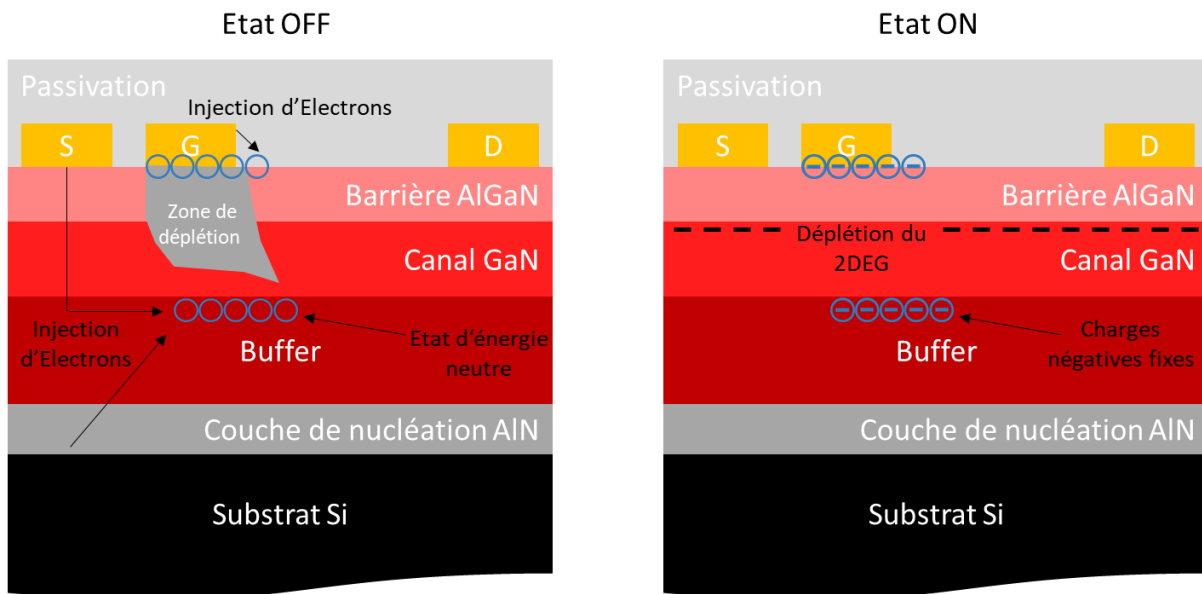 Etat OFF
Passivation
Injection d'Electrons
S
G
D
Barrière AlGaN
Zone de
déplétion
Canal GaN
Injection
d'Electrons
Etat d'énergie
neutre
Buffer
Couche de nucléation AlN
Substrat Si
Etat ON
Passivation
S
G
D
Barrière AlGaN
Déplétion du
2DEG
Canal GaN
Charges
négatives fixes
Buffer
Couche de nucléation AlN
Substrat Si